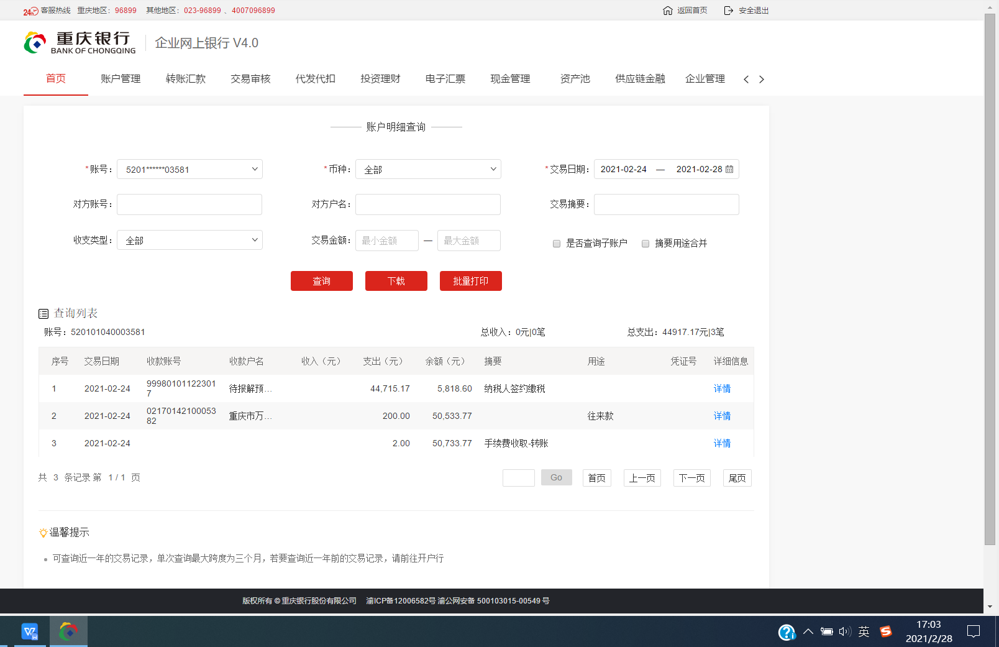 24h 客服热线 重庆地区：96899 其他地区：023-96899 、4007096899 返回首页 安全退出
重庆银行 BANK OF CHONGQING 企业网上银行 V4.0
首页 账户管理 转账汇款 交易审核 代发代扣 投资理财 电子汇票 现金管理 资产池 供应链金融 企业管理
账户明细查询
*账号： 5201******03581 *币种： 全部 *交易日期： 2021-02-24 — 2021-02-28
对方账号： 对方户名： 交易摘要：
收支类型： 全部 交易金额： 最小金额 — 最大金额 是否查询子账户 摘要用途合并
查询 下载 批量打印
查询列表
账号：520101040003581 总收入：0元|0笔 总支出：44917.17元|3笔
序号 交易日期 收款账号 收款户名 收入（元） 支出（元） 余额（元） 摘要 用途 凭证号 详细信息
1 2021-02-24 999801011223017 待报解预… 44,715.17 5,818.60 纳税人签约缴税 详情
2 2021-02-24 0217014210005382 重庆市万… 200.00 50,533.77 往来款 详情
3 2021-02-24 2.00 50,733.77 手续费收取-转账 详情
共 3 条记录 第 1 / 1 页 Go 首页 上一页 下一页 尾页
温馨提示
可查询近一年的交易记录，单次查询最大跨度为三个月，若要查询近一年前的交易记录，请前往开户行
版权所有 © 重庆银行股份有限公司 渝ICP备12006582号 渝公网安备 500103015-00549 号
英 17:03
2021/2/28